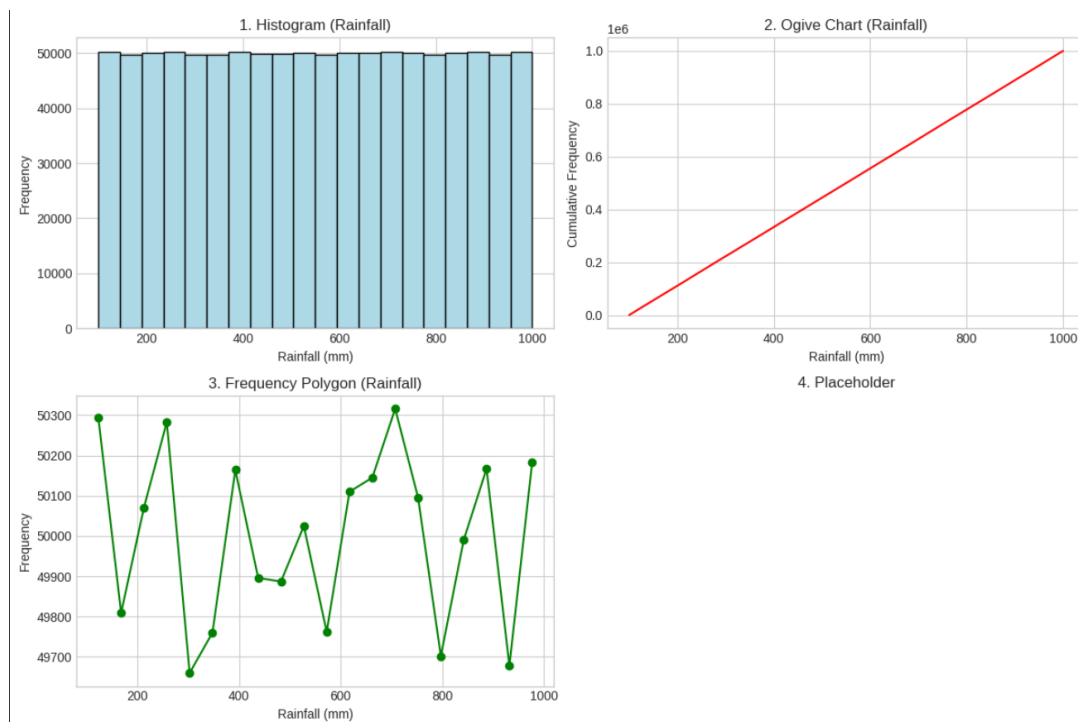 1. Histogram (Rainfall)
50000
40000
30000
20000
10000
0
Frequency
200 400 600 800 1000
Rainfall (mm)
2. Ogive Chart (Rainfall)
1e6
1.0
0.8
0.6
0.4
0.2
0.0
Cumulative Frequency
200 400 600 800 1000
Rainfall (mm)
3. Frequency Polygon (Rainfall)
50300
50200
50100
50000
49900
49800
49700
Frequency
200 400 600 800 1000
Rainfall (mm)
4. Placeholder